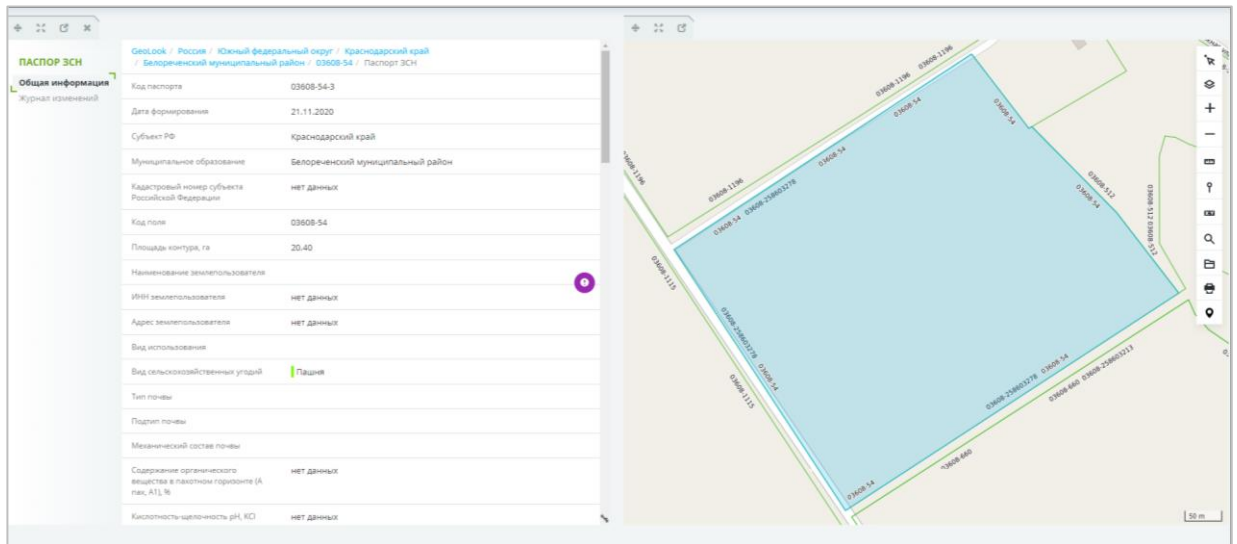 ПАСПОР ЗСН
Общая информация
Журнал изменений
GeoLook / Россия / Южный федеральный округ / Краснодарский край
/ Белореченский муниципальный район / 03608-54 / Паспорт ЗСН
Код паспорта 03608-54-3
Дата формирования 21.11.2020
Субъект РФ Краснодарский край
Муниципальное образование Белореченский муниципальный район
Кадастровый номер субъекта нет данных
Российской Федерации
Код поля 03608-54
Площадь контура, га 20,40
Наименование землепользователя
ИНН землепользователя нет данных
Адрес землепользователя нет данных
Вид использования
Вид сельскохозяйственных угодий Пашня
Тип почвы
Подтип почвы
Механический состав почвы
Содержание органического нет данных
вещества в пахотном горизонте (А
пах, А1), %
Кислотность-щелочность pH, KCl нет данных
03608-1196
03608-1196
03608-54
03608-54
03608-54
03608-1196
03608-1196
03608-54 03608-258603278
03608-512
03608-54
03608-512 03608-512
03608-1115
03608-258603278 03608-54
03608-1115
03608-258603278 03608-54
03608-660 03608-258603213
03608-660
03608-54
50 m